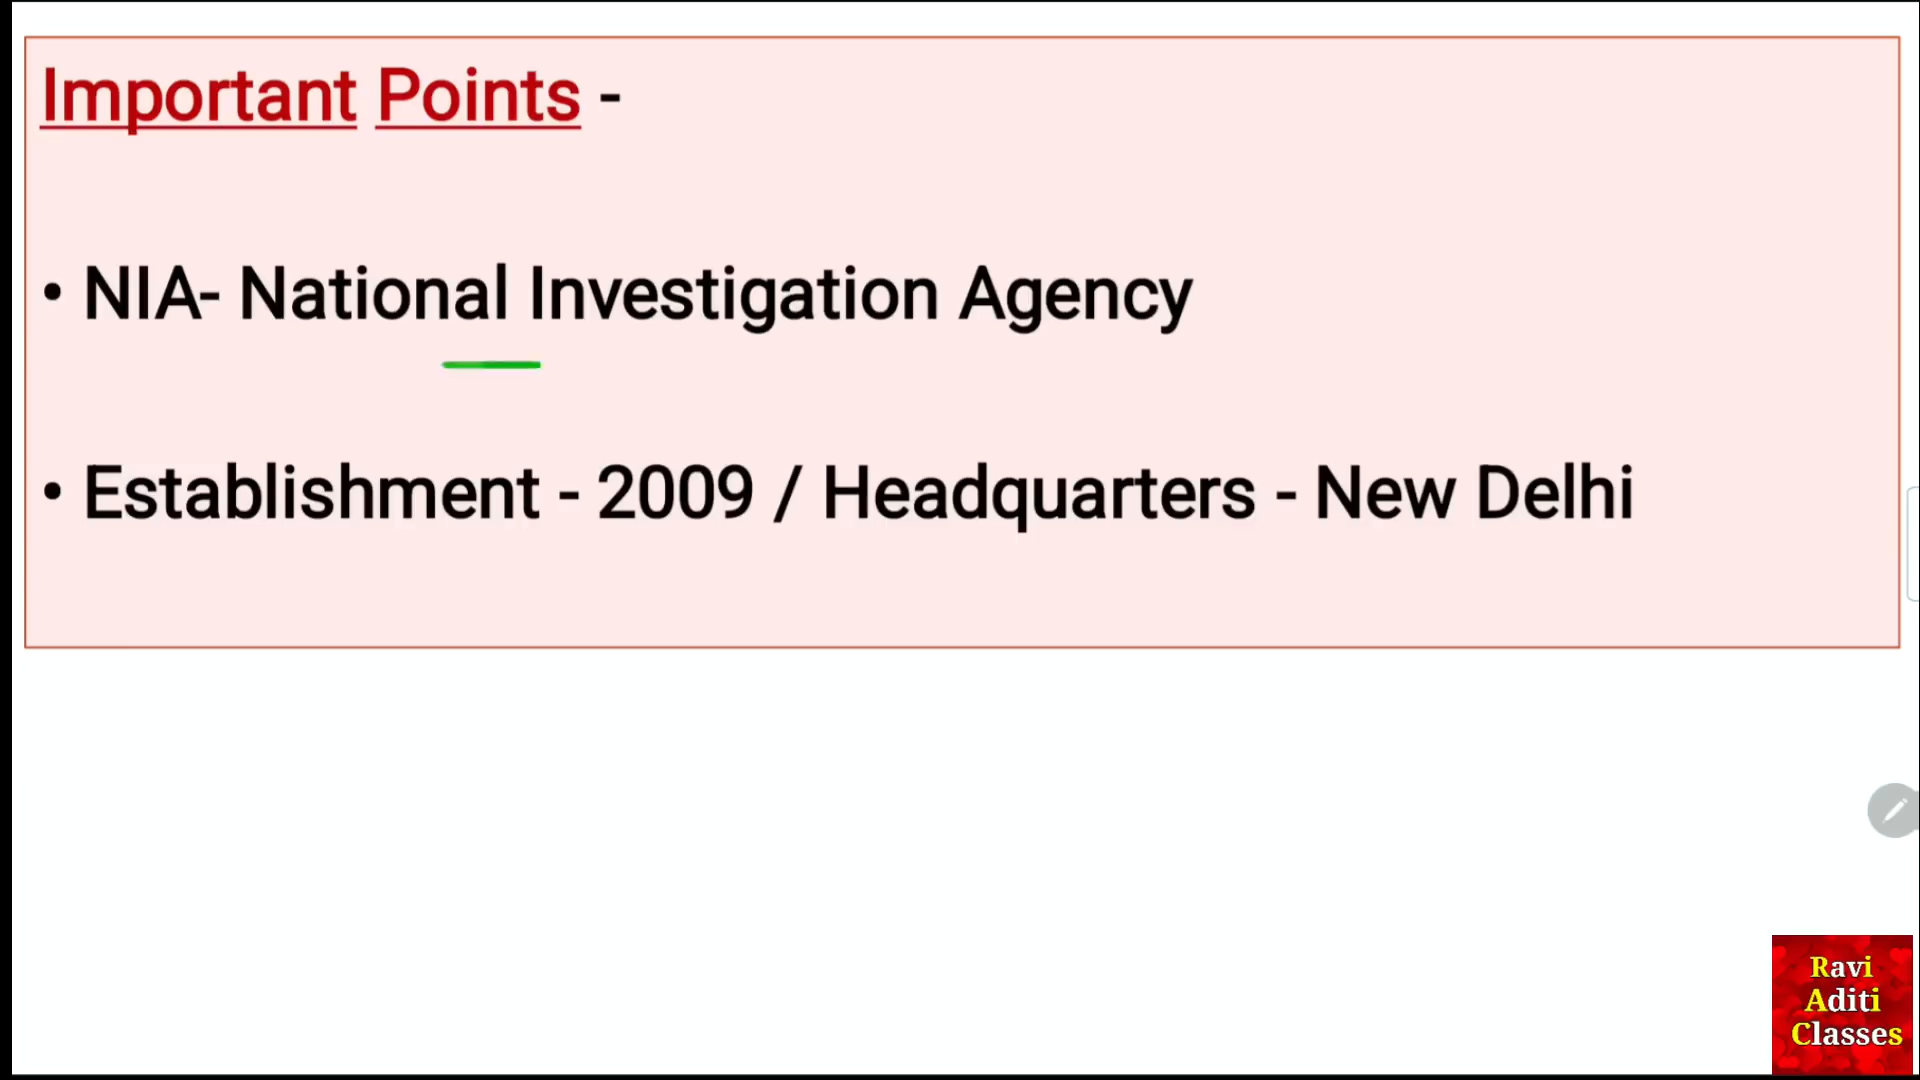 Important Points -
• NIA- National Investigation Agency
• Establishment - 2009 / Headquarters - New Delhi
Ravi
Aditi
Classes